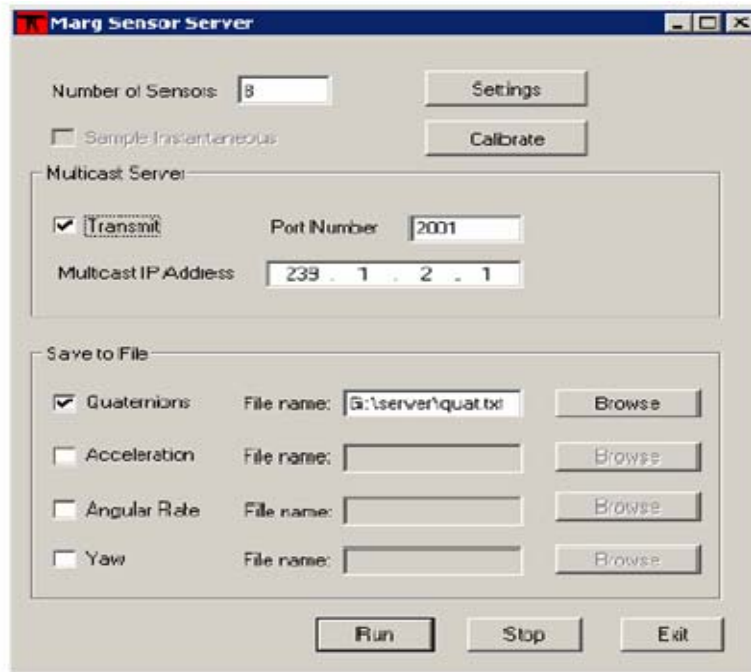 Marg Sensor Server
Number of Sensors 8 Settings
Sample Instantaneous Calibrate
Multicast Server
Transmit Port Number 2001
Multicast IP Address 239 . 1 . 2 . 1
Save to File
Quaternions File name: G:\server\quat.txt Browse
Acceleration File name: Browse
Angular Rate File name: Browse
Yaw File name: Browse
Run Stop Exit